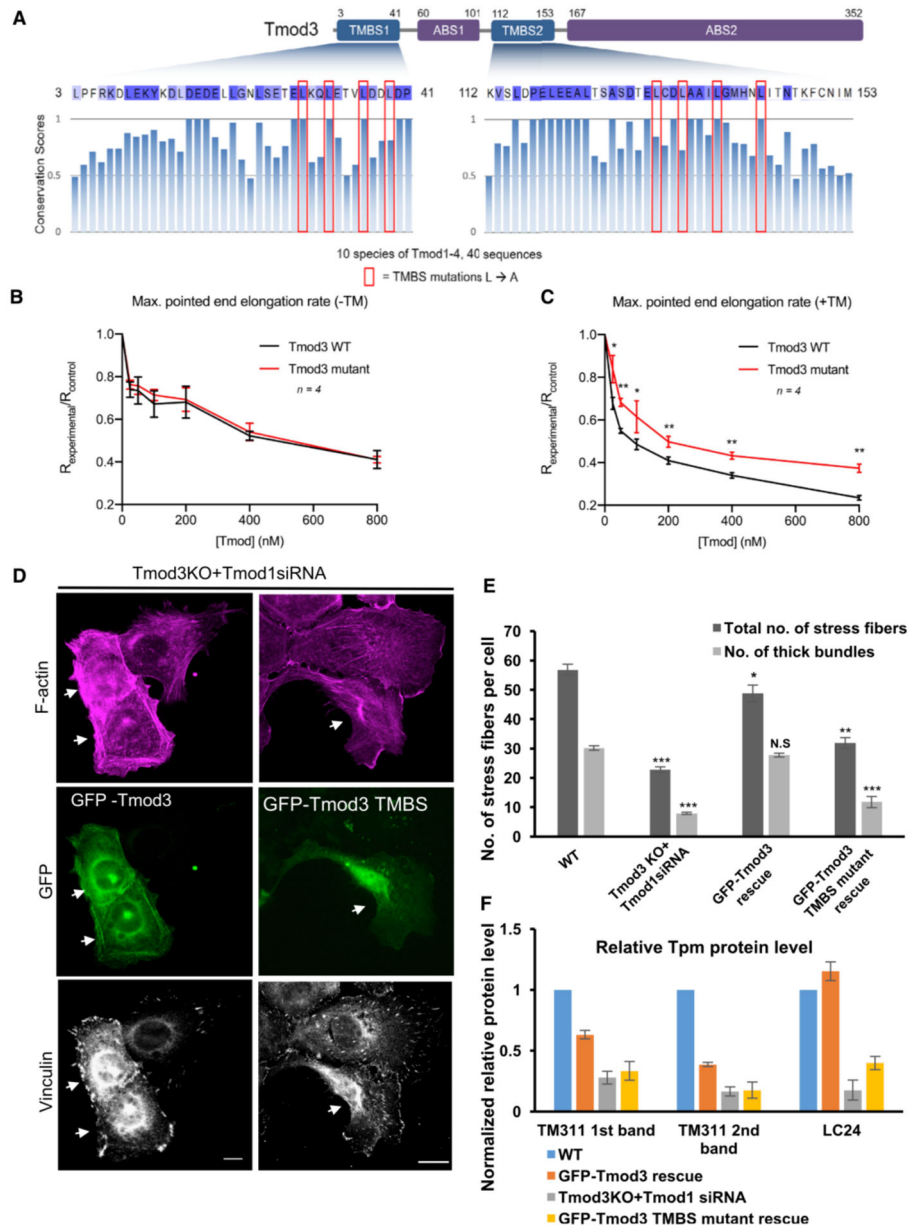 A
Tmod3
3 41 60 101 112 153 167 352
TMBS1 ABS1 TMBS2 ABS2
3 LPFRKDLEKYKDLDEDELLGNLSETELKQLETVLDDLDP 41
112 KVSLDPELEEALTSASDTELCDLAAILGMHNLITNTKFCNIM 153
Conservation Scores
1
0.5
0
1
0.5
0
10 species of Tmod1-4, 40 sequences
= TMBS mutations L → A
B
Max. pointed end elongation rate (-TM)
Rexperimental/Rcontrol
1.0
0.8
0.6
0.4
0.2
Tmod3 WT
Tmod3 mutant
n = 4
0 200 400 600 800
[Tmod] (nM)
C
Max. pointed end elongation rate (+TM)
Rexperimental/Rcontrol
1.0
0.8
0.6
0.4
0.2
Tmod3 WT
Tmod3 mutant
n = 4
* ** * ** ** **
0 200 400 600 800
[Tmod] (nM)
D
Tmod3KO+Tmod1siRNA
F-actin
GFP -Tmod3
GFP-Tmod3 TMBS
GFP
Vinculin
E
Total no. of stress fibers
No. of thick bundles
No. of stress fibers per cell
70
60
50
40
30
20
10
0
*** *** * N.S ** ***
WT
Tmod3 KO+
Tmod1siRNA
GFP-Tmod3
rescue
GFP-Tmod3
TMBS mutant
rescue
F
Relative Tpm protein level
Normalized relative protein level
1
0.5
0
TM311 1st band
TM311 2nd
band
LC24
WT
GFP-Tmod3 rescue
Tmod3KO+Tmod1 siRNA
GFP-Tmod3 TMBS mutant rescue